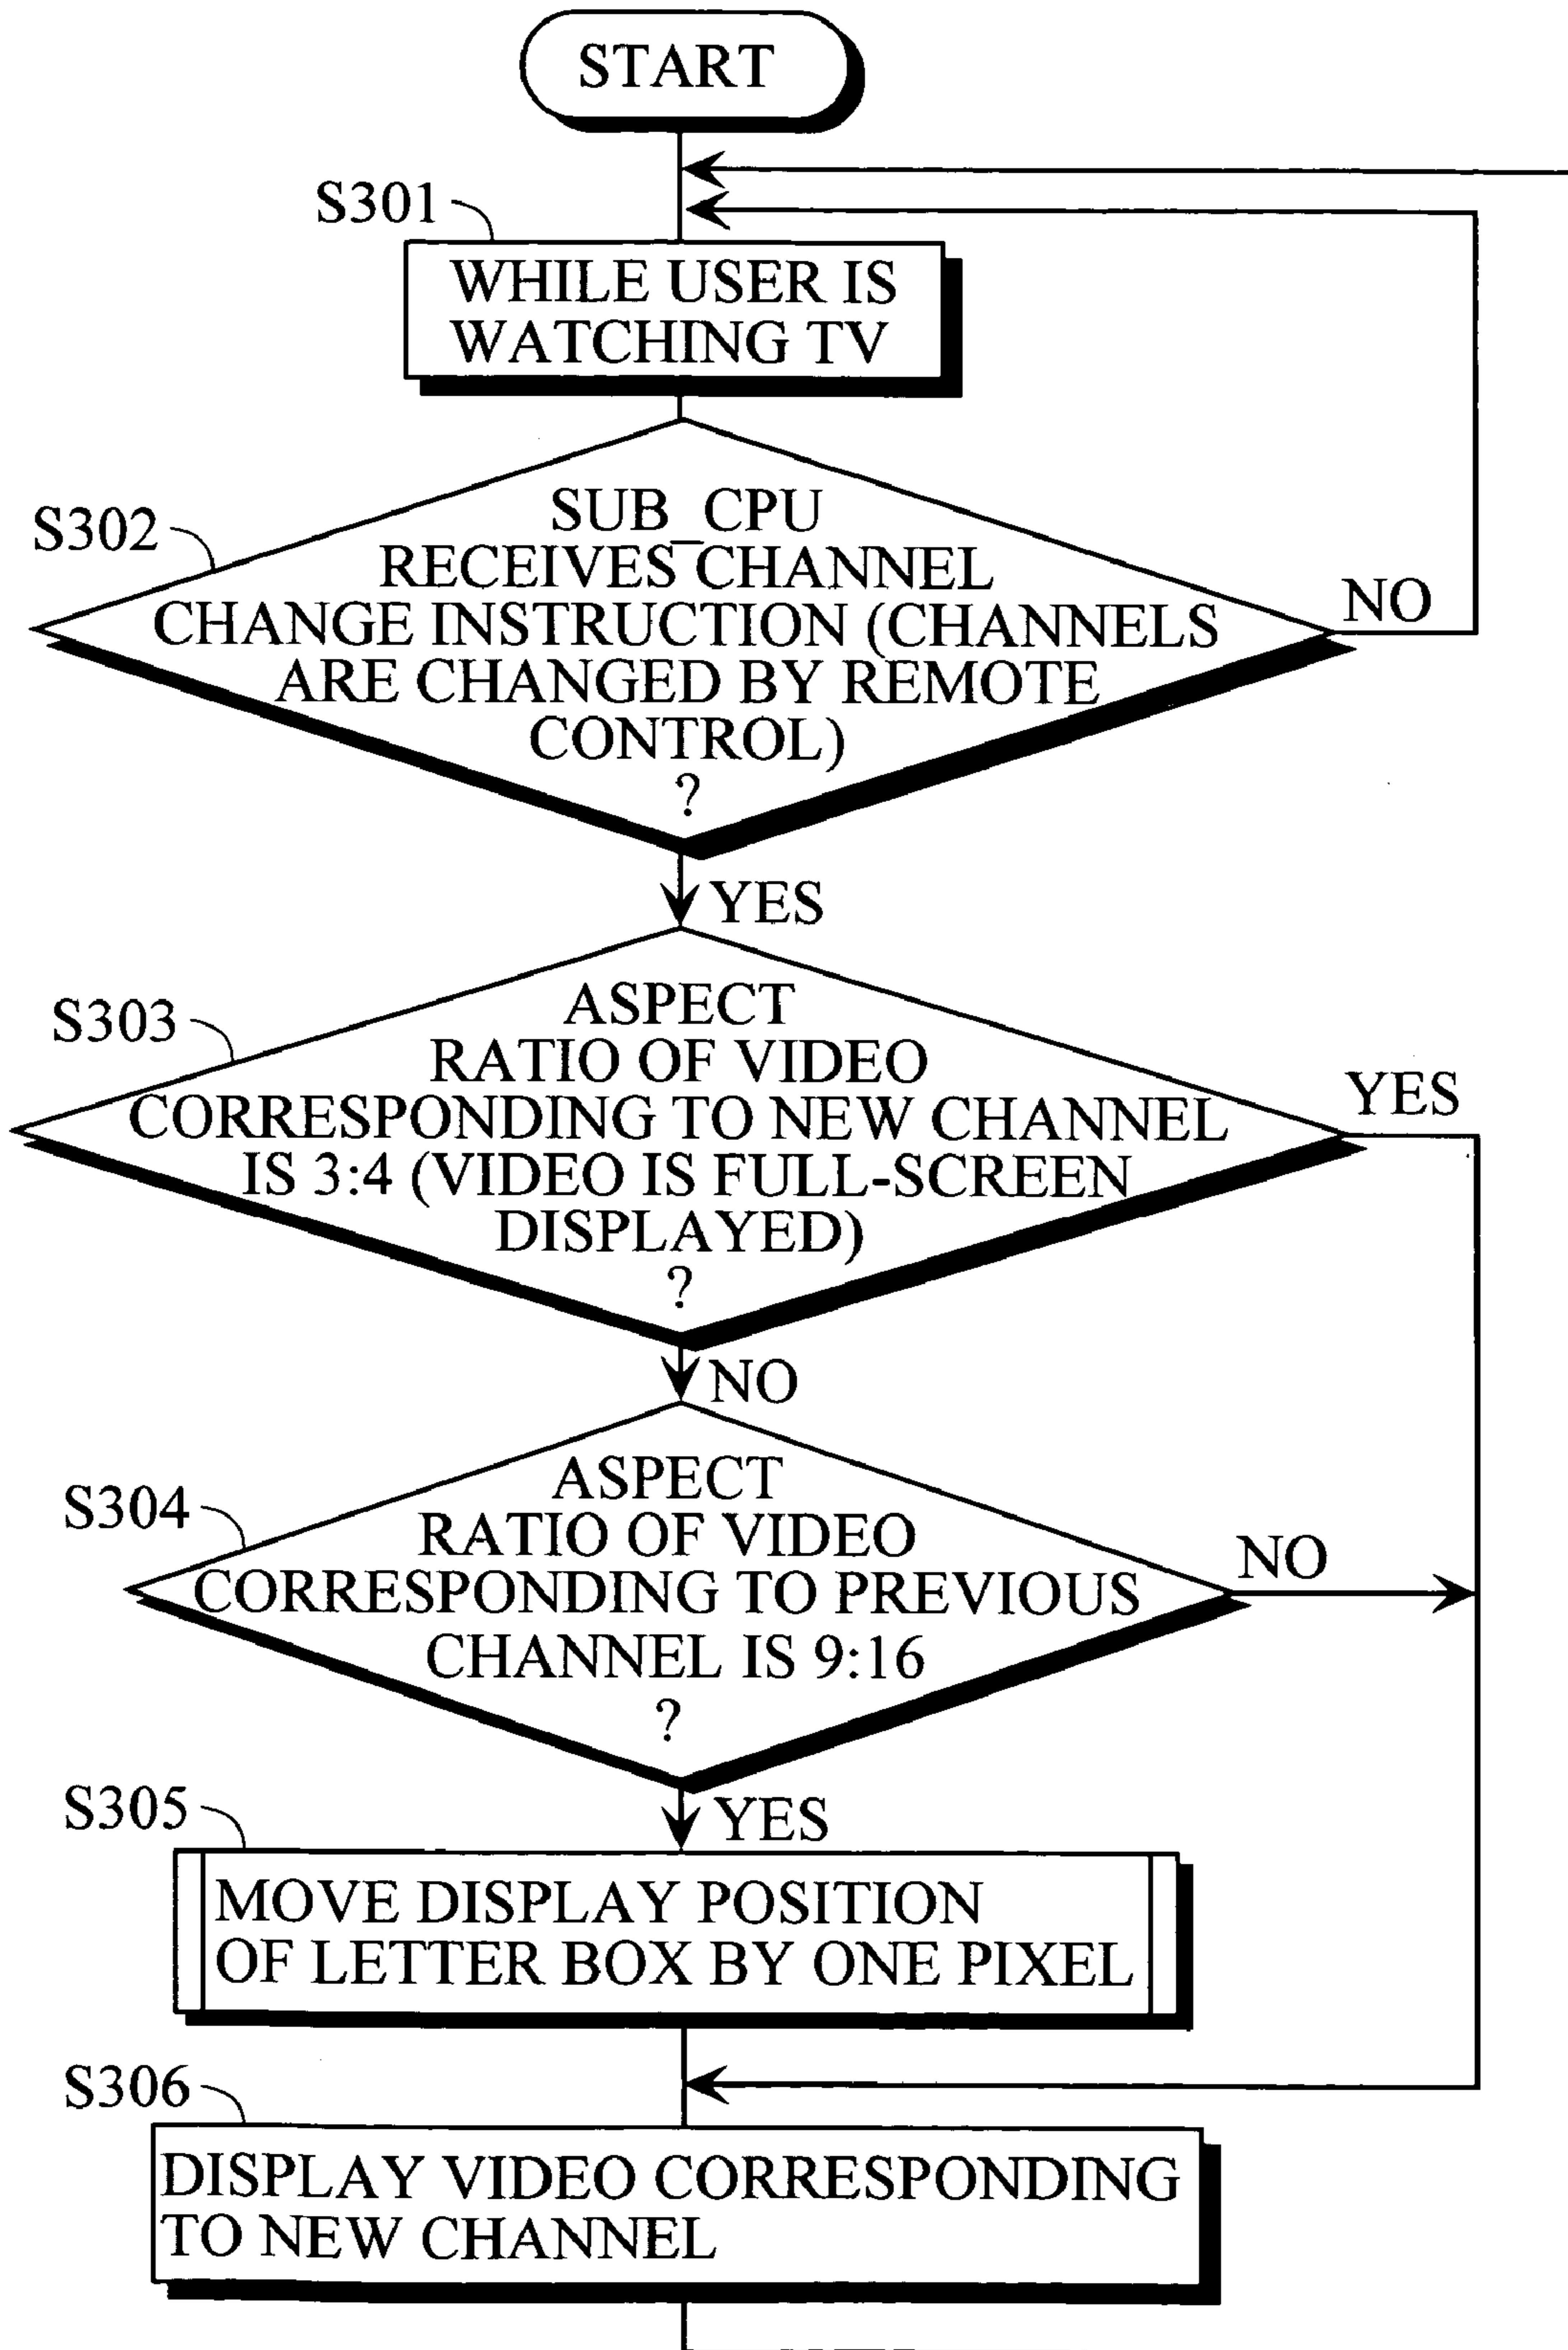 START
S301
WHILE USER IS
WATCHING TV
S302
SUB_CPU
RECEIVES CHANNEL
CHANGE INSTRUCTION (CHANNELS
ARE CHANGED BY REMOTE
CONTROL)
?
NO
YES
S303
ASPECT
RATIO OF VIDEO
CORRESPONDING TO NEW CHANNEL
IS 3:4 (VIDEO IS FULL-SCREEN
DISPLAYED)
?
YES
NO
S304
ASPECT
RATIO OF VIDEO
CORRESPONDING TO PREVIOUS
CHANNEL IS 9:16
?
NO
YES
S305
MOVE DISPLAY POSITION
OF LETTER BOX BY ONE PIXEL
S306
DISPLAY VIDEO CORRESPONDING
TO NEW CHANNEL